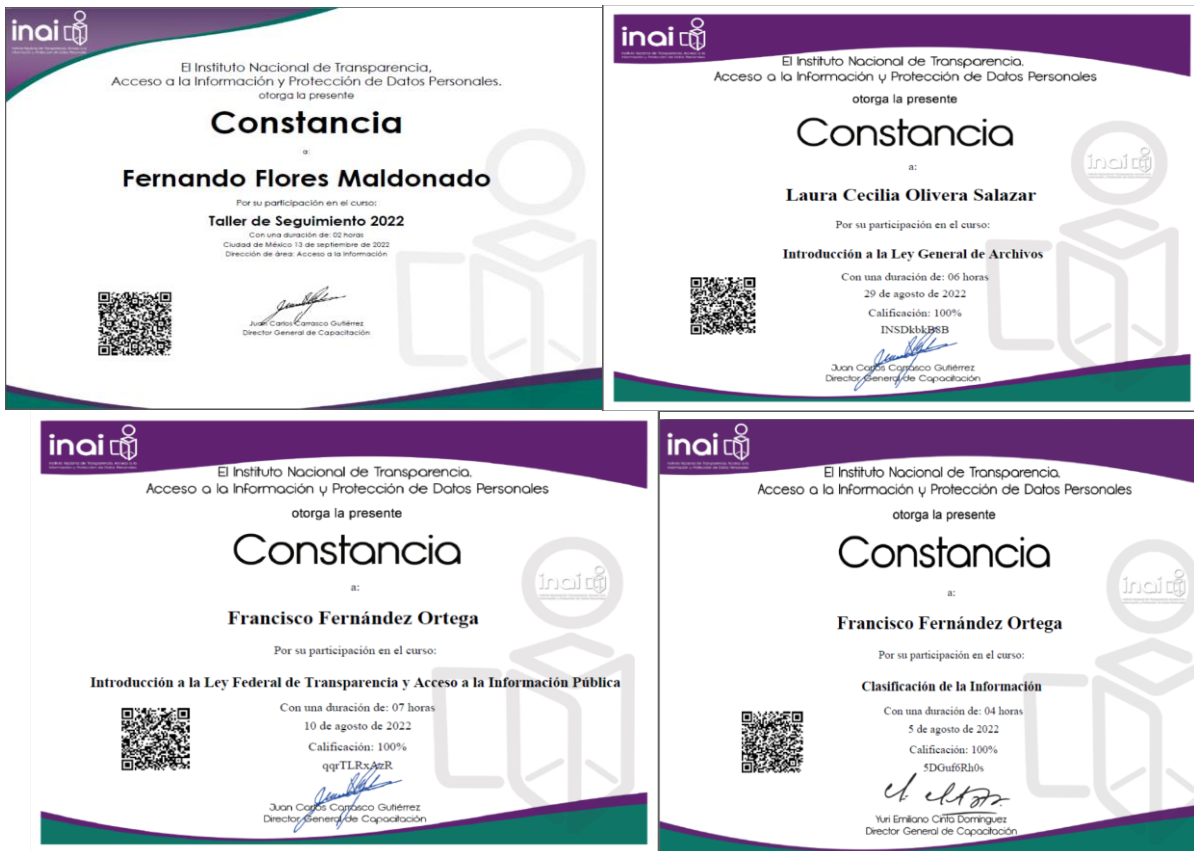 inai
El Instituto Nacional de Transparencia,
Acceso a la Información y Protección de Datos Personales.
otorga la presente
Constancia
a:
Fernando Flores Maldonado
Por su participación en el curso:
Taller de Seguimiento 2022
Con una duración de: 02 horas
Ciudad de México 13 de septiembre de 2022
Dirección de área: Acceso a la Información
Juan Carlos Carrasco Gutiérrez
Director General de Capacitación
inai
El Instituto Nacional de Transparencia.
Acceso a la Información y Protección de Datos Personales
otorga la presente
Constancia
inai
a:
Laura Cecilia Olivera Salazar
Por su participación en el curso:
Introducción a la Ley General de Archivos
Con una duración de: 06 horas
29 de agosto de 2022
Calificación: 100%
INSDkbkB8B
Juan Carlos Carrasco Gutiérrez
Director General de Capacitación
inai
El Instituto Nacional de Transparencia.
Acceso a la Información y Protección de Datos Personales
otorga la presente
Constancia
inai
a:
Francisco Fernández Ortega
Por su participación en el curso:
Introducción a la Ley Federal de Transparencia y Acceso a la Información Pública
Con una duración de: 07 horas
10 de agosto de 2022
Calificación: 100%
qqrTLRxAzR
Juan Carlos Carrasco Gutiérrez
Director General de Capacitación
inai
El Instituto Nacional de Transparencia.
Acceso a la Información y Protección de Datos Personales
otorga la presente
Constancia
inai
a:
Francisco Fernández Ortega
Por su participación en el curso:
Clasificación de la Información
Con una duración de: 04 horas
5 de agosto de 2022
Calificación: 100%
5DGuf6Rh0s
Yuri Emiliano Cinta Domínguez
Director General de Capacitación